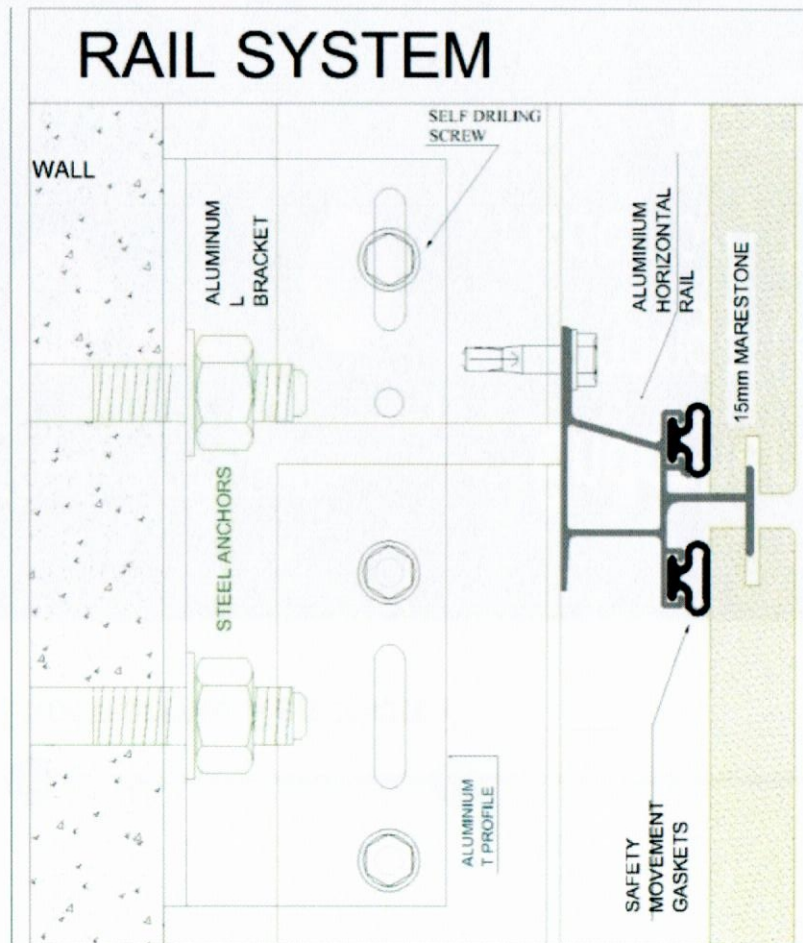 RAIL SYSTEM
SELF DRILING
SCREW
WALL
ALUMINUM
L
BRACKET
ALUMINIUM
HORIZONTAL
RAIL
15mm MARESTONE
STEEL ANCHORS
ALUMINIUM
T PROFILE
SAFETY
MOVEMENT
GASKETS